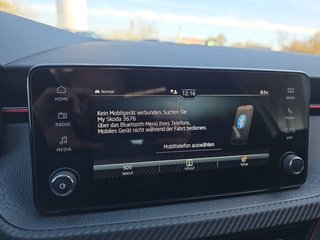 Normal
12:16
HOME
RADIO
MEDIA
Kein Mobilgerät verbunden. Suchen Sie
My Skoda 3676
über das Bluetooth-Menü Ihres Telefons.
Mobiles Gerät nicht während der Fahrt bedienen.
Mobiltelefon auswählen
SOS